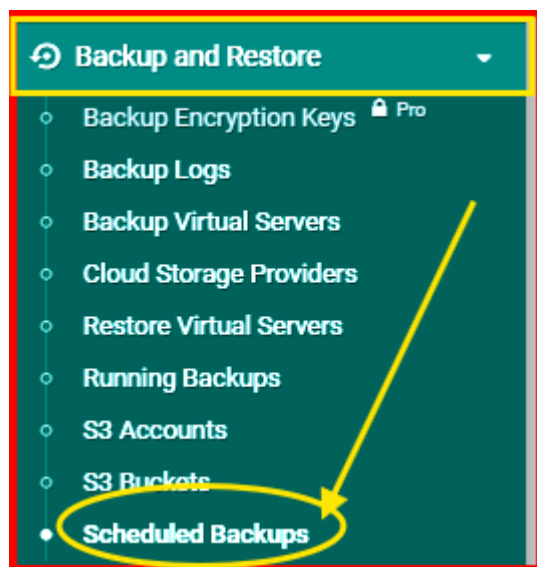 Backup and Restore
Backup Encryption Keys Pro
Backup Logs
Backup Virtual Servers
Cloud Storage Providers
Restore Virtual Servers
Running Backups
S3 Accounts
S3 Buckets
Scheduled Backups